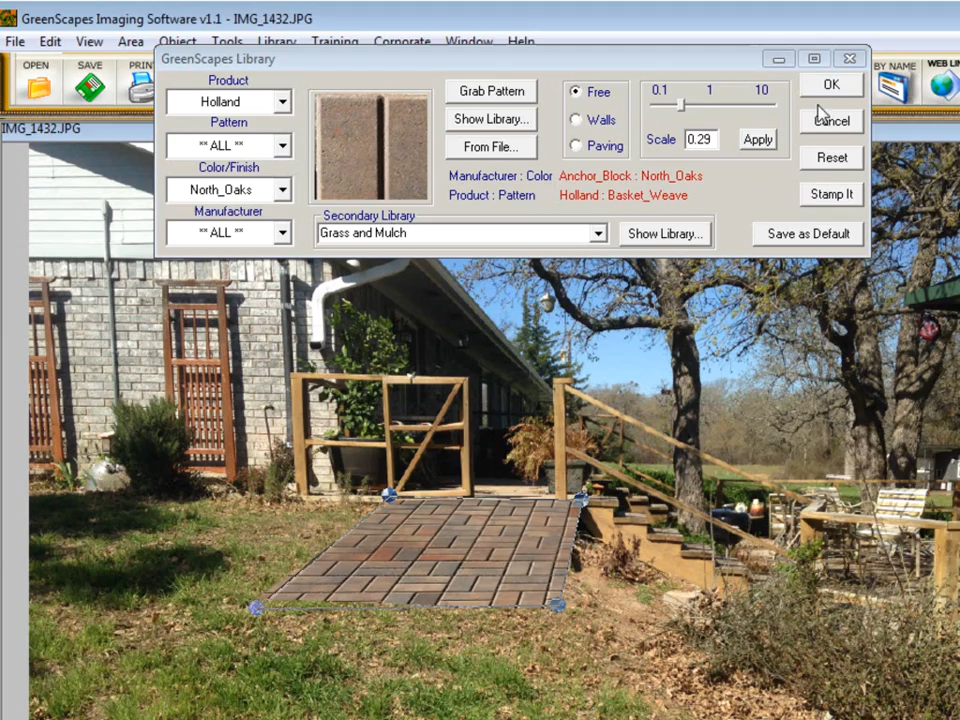 GreenScapes Imaging Software v1.1 - IMG_1432.JPG
File Edit View Area Object Tools Library Training Corporate Window Help
OPEN SAVE PRIN BY NAME WEB LIN
IMG_1432.JPG
GreenScapes Library
Product
Holland
Pattern
** ALL **
Color/Finish
North_Oaks
Manufacturer
** ALL **
Grab Pattern
Show Library...
From File...
Free
Walls
Paving
0.1 1 10
Scale 0.29 Apply
OK
Cancel
Reset
Stamp It
Manufacturer : Color Anchor_Block : North_Oaks
Product : Pattern Holland : Basket_Weave
Secondary Library
Grass and Mulch
Show Library...
Save as Default